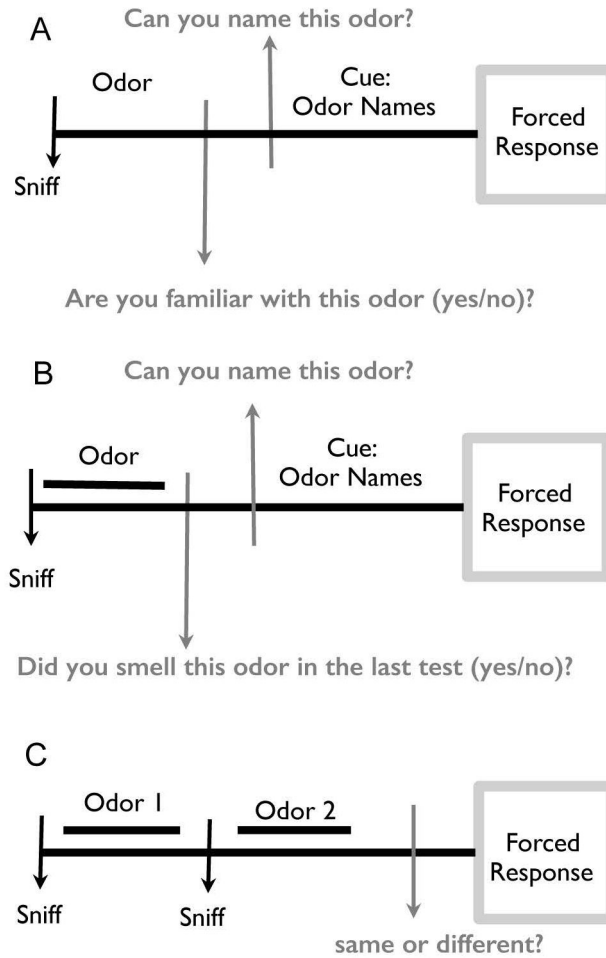 A
Can you name this odor?
Odor
Cue:
Odor Names
Forced
Response
Sniff
Are you familiar with this odor (yes/no)?
B
Can you name this odor?
Odor
Cue:
Odor Names
Forced
Response
Sniff
Did you smell this odor in the last test (yes/no)?
C
Odor 1
Odor 2
Forced
Response
Sniff
Sniff
same or different?